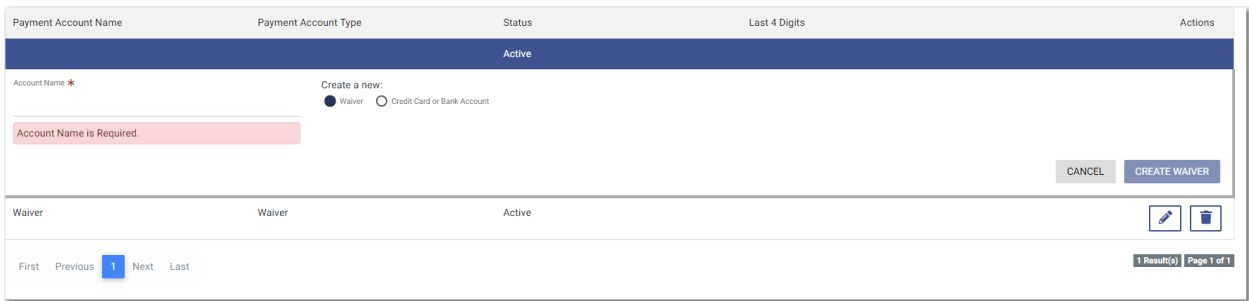 Payment Account Name Payment Account Type Status Last 4 Digits Actions
Active
Account Name * Create a new:
Waiver Credit Card or Bank Account
Account Name is Required.
CANCEL CREATE WAIVER
Waiver Waiver Active
First Previous 1 Next Last 1 Result(s) Page 1 of 1